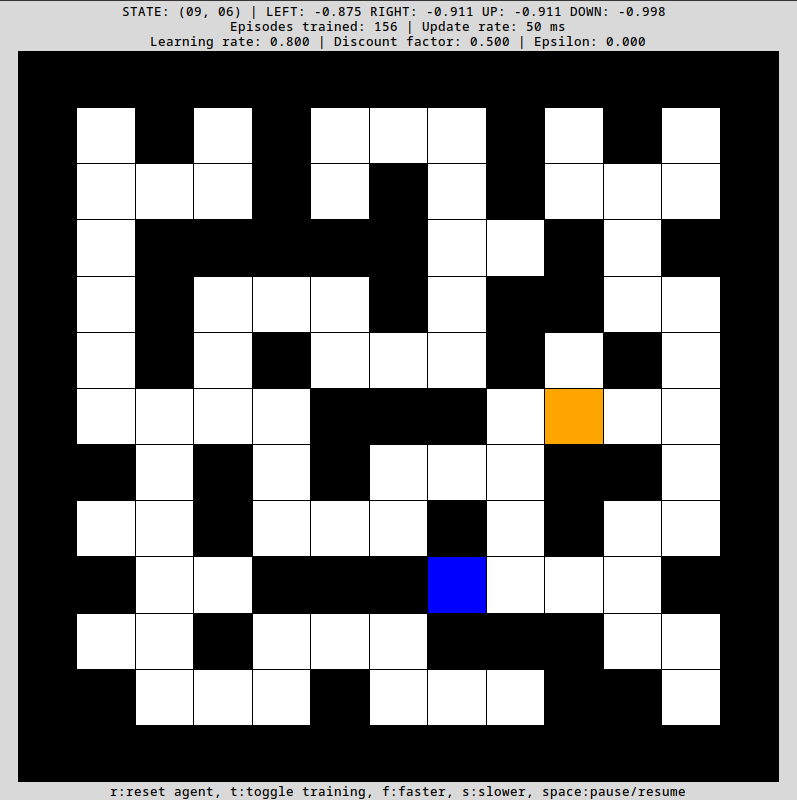 STATE: (09, 06) | LEFT: -0.875 RIGHT: -0.911 UP: -0.911 DOWN: -0.998
Episodes trained: 156 | Update rate: 50 ms
Learning rate: 0.800 | Discount factor: 0.500 | Epsilon: 0.000
r:reset agent, t:toggle training, f:faster, s:slower, space:pause/resume